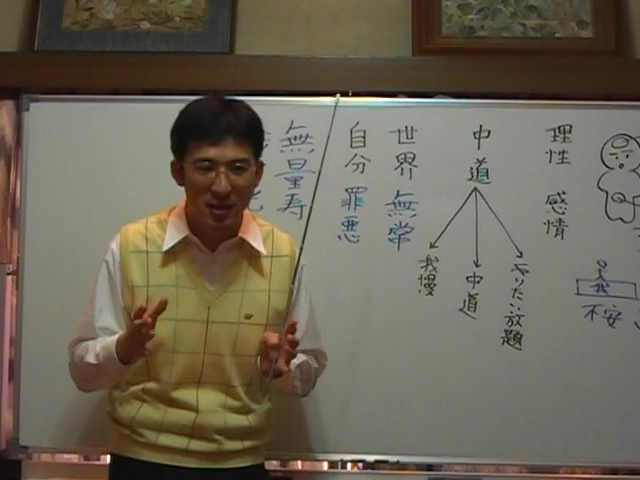 理性 感情
我
不安
中道
やりたい放題
中道
我慢
世界 無常
自分 罪悪
無量寿